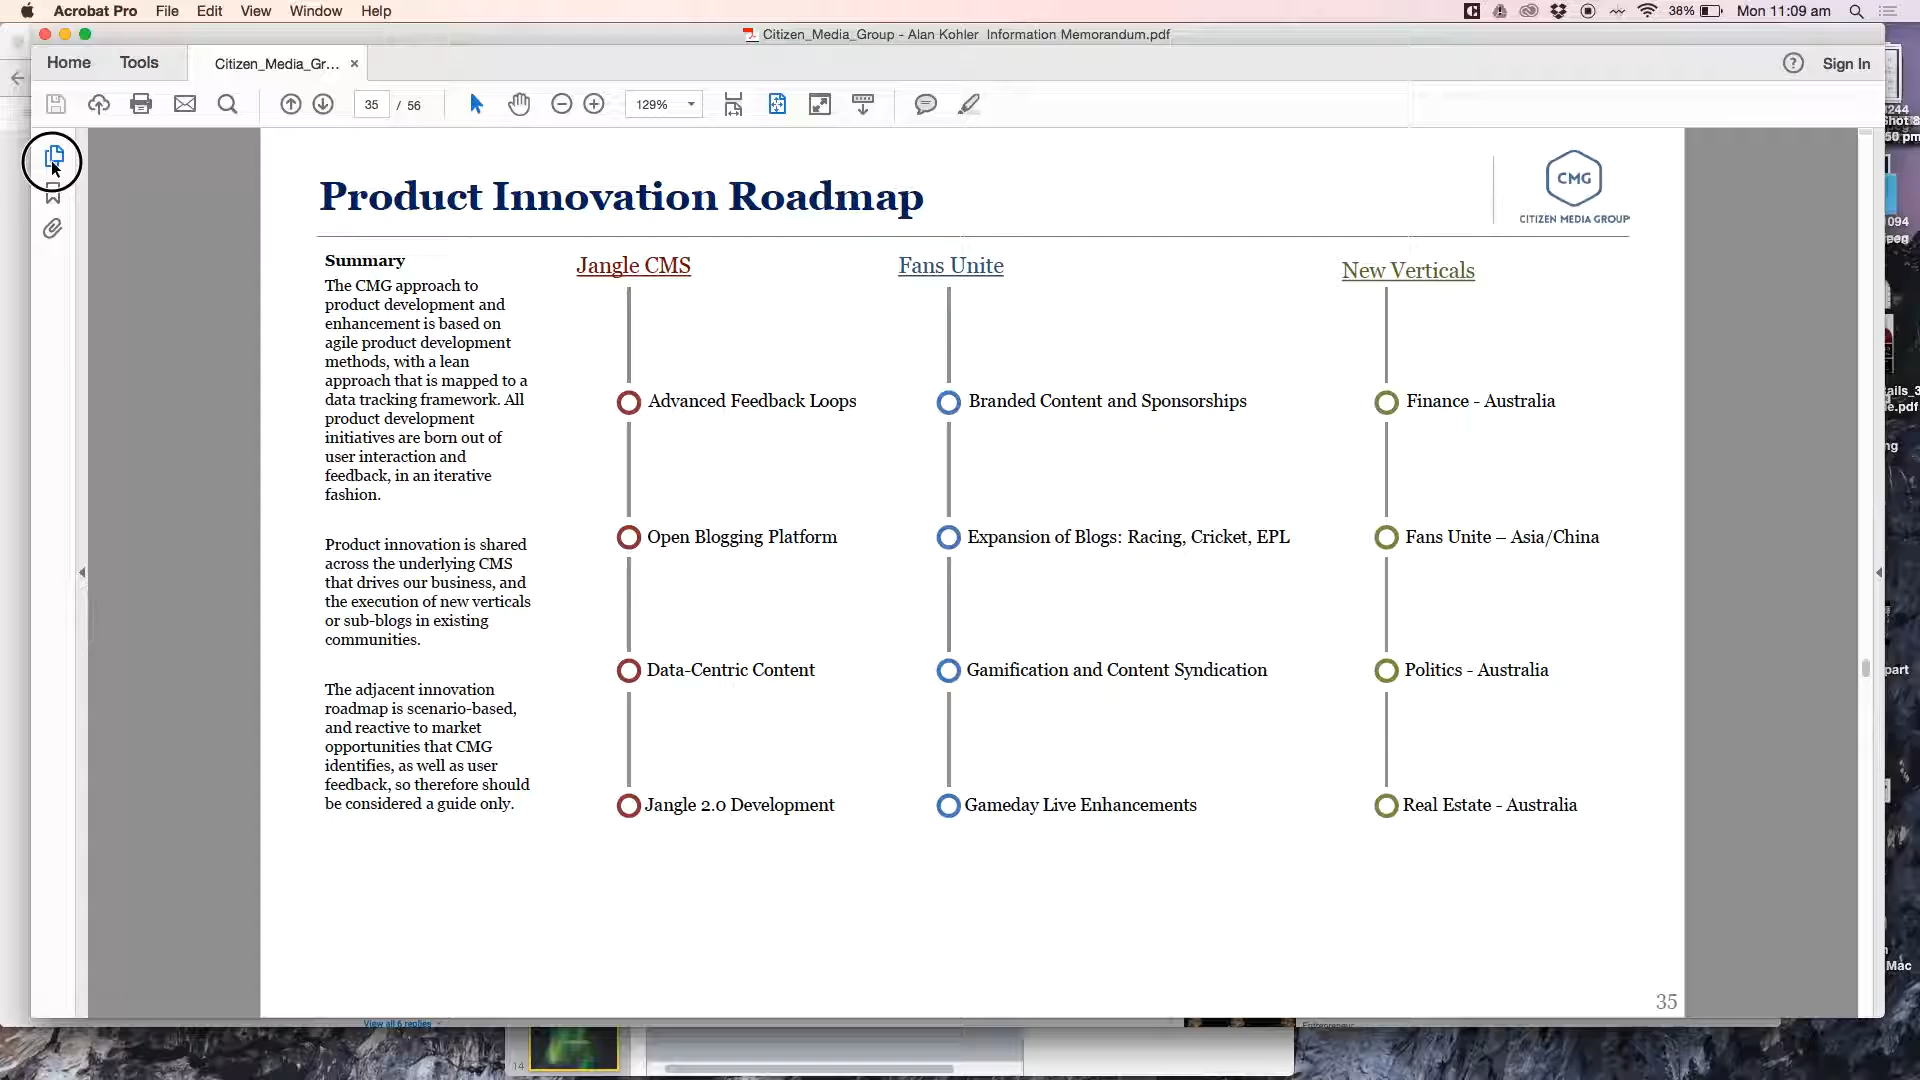 Acrobat Pro File Edit View Window Help 38% Mon 11:09 am
Citizen_Media_Group - Alan Kohler Information Memorandum.pdf
Home Tools Citizen_Media_Gr... × ? Sign In
35 / 56 129%
Product Innovation Roadmap
CMG
CITIZEN MEDIA GROUP
Summary
The CMG approach to
product development and
enhancement is based on
agile product development
methods, with a lean
approach that is mapped to a
data tracking framework. All
product development
initiatives are born out of
user interaction and
feedback, in an iterative
fashion.
Product innovation is shared
across the underlying CMS
that drives our business, and
the execution of new verticals
or sub-blogs in existing
communities.
The adjacent innovation
roadmap is scenario-based,
and reactive to market
opportunities that CMG
identifies, as well as user
feedback, so therefore should
be considered a guide only.
Jangle CMS
Advanced Feedback Loops
Open Blogging Platform
Data-Centric Content
Jangle 2.0 Development
Fans Unite
Branded Content and Sponsorships
Expansion of Blogs: Racing, Cricket, EPL
Gamification and Content Syndication
Gameday Live Enhancements
New Verticals
Finance - Australia
Fans Unite – Asia/China
Politics - Australia
Real Estate - Australia
35
View all 6 replies
14
Mac